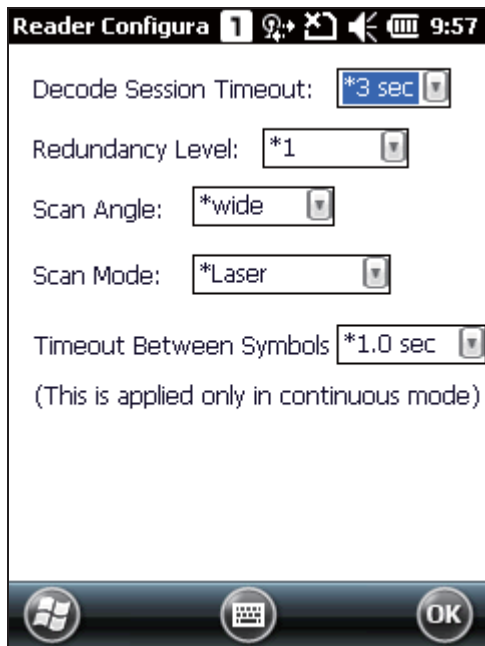 Reader Configura 1 9:57
Decode Session Timeout: *3 sec
Redundancy Level: *1
Scan Angle: *wide
Scan Mode: *Laser
Timeout Between Symbols *1.0 sec
(This is applied only in continuous mode)
OK